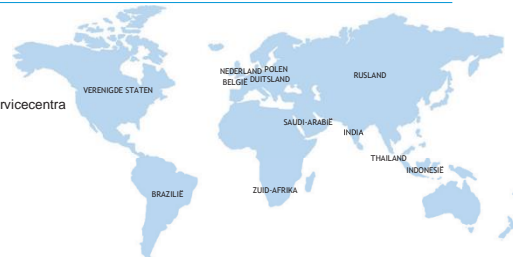 NEDERLAND POLEN
BELGIË DUITSLAND
RUSLAND
VERENIGDE STATEN
rvicecentra
SAUDI-ARABIË
INDIA
THAILAND
INDONESIË
BRAZILIË
ZUID-AFRIKA